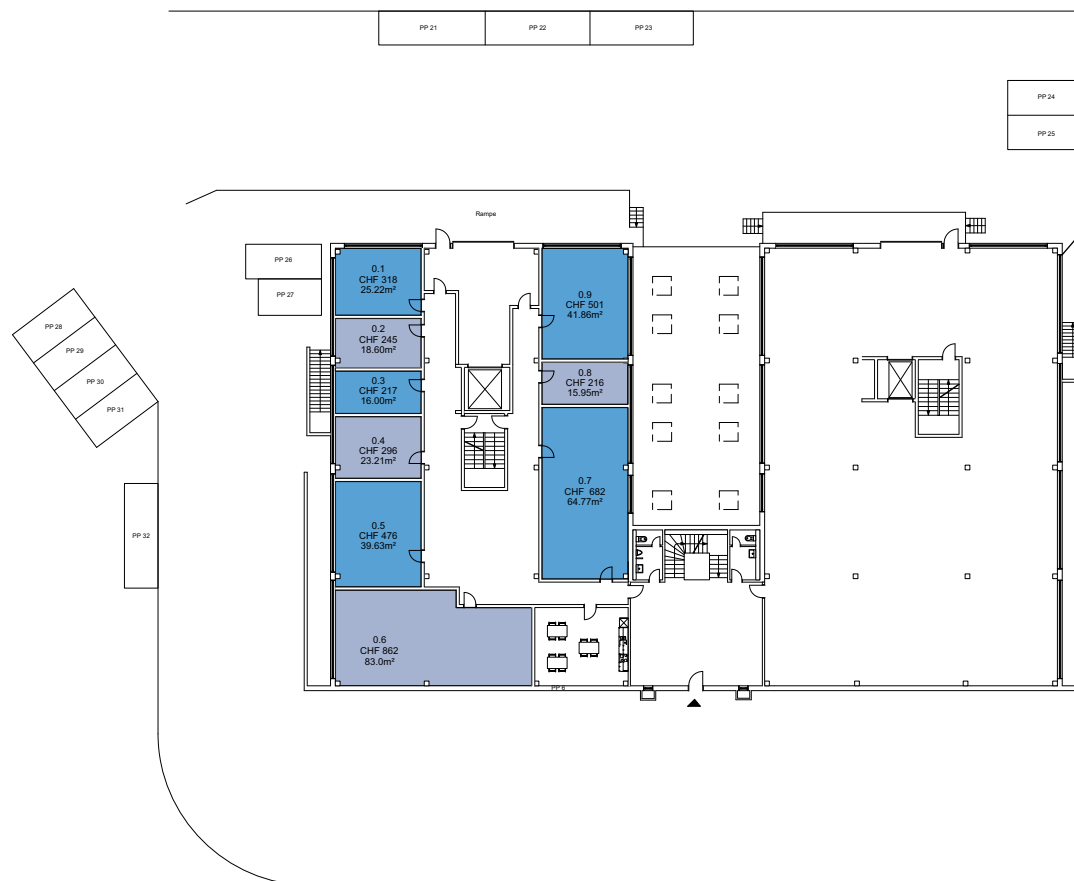 PP 21
PP 22
PP 23
PP 24
PP 25
Rampe
PP 26
PP 27
PP 28
PP 29
PP 30
PP 31
PP 32
0.1
CHF 318
25.22m²
0.2
CHF 245
18.60m²
0.3
CHF 217
16.00m²
0.4
CHF 296
23.21m²
0.5
CHF 476
39.63m²
0.6
CHF 862
83.0m²
0.9
CHF 501
41.86m²
0.8
CHF 216
15.95m²
0.7
CHF 682
64.77m²
PP 6